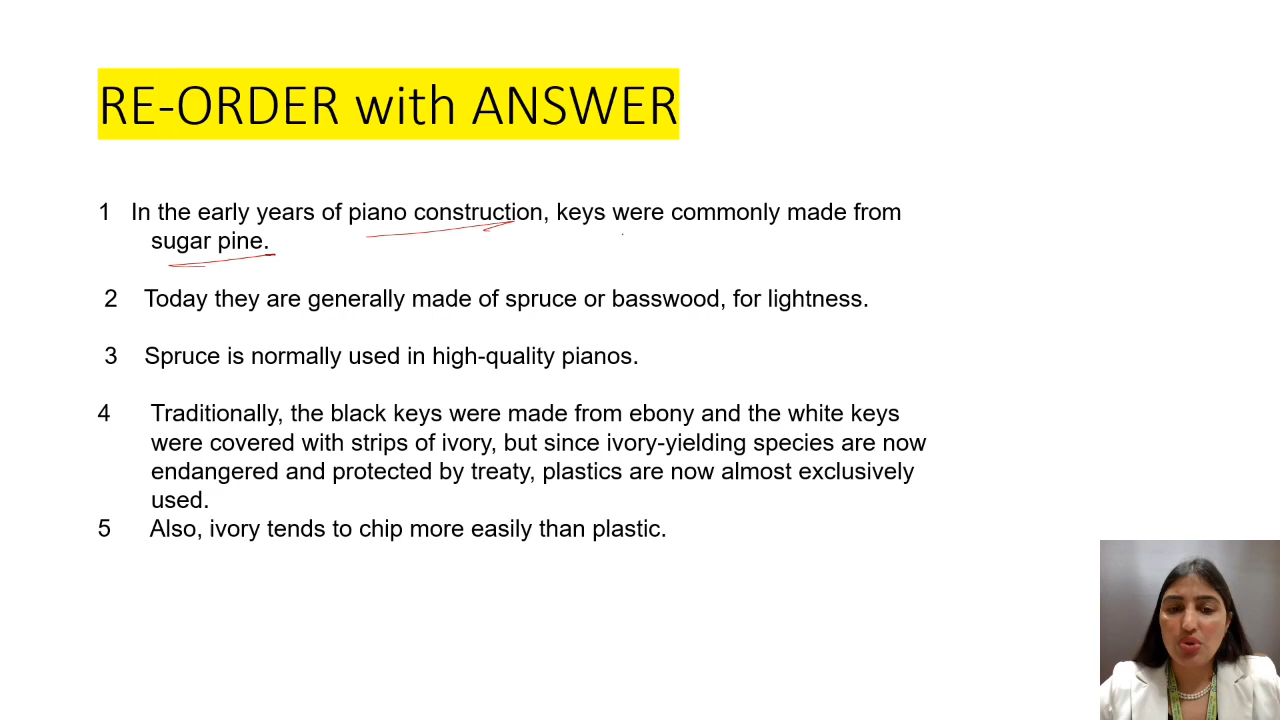 RE-ORDER with ANSWER
1 In the early years of piano construction, keys were commonly made from
sugar pine.
2 Today they are generally made of spruce or basswood, for lightness.
3 Spruce is normally used in high-quality pianos.
4 Traditionally, the black keys were made from ebony and the white keys
were covered with strips of ivory, but since ivory-yielding species are now
endangered and protected by treaty, plastics are now almost exclusively
used.
5 Also, ivory tends to chip more easily than plastic.